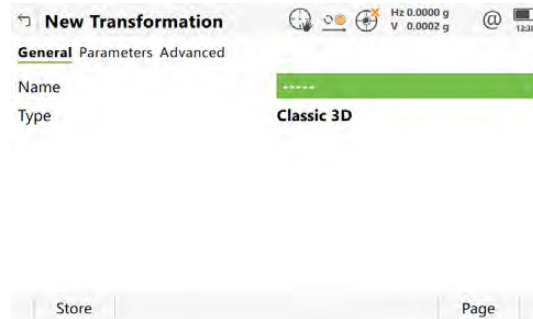 New Transformation
Hz 0.0000 g
V 0.0002 g
@
General Parameters Advanced
Name -----
Type Classic 3D
Store Page